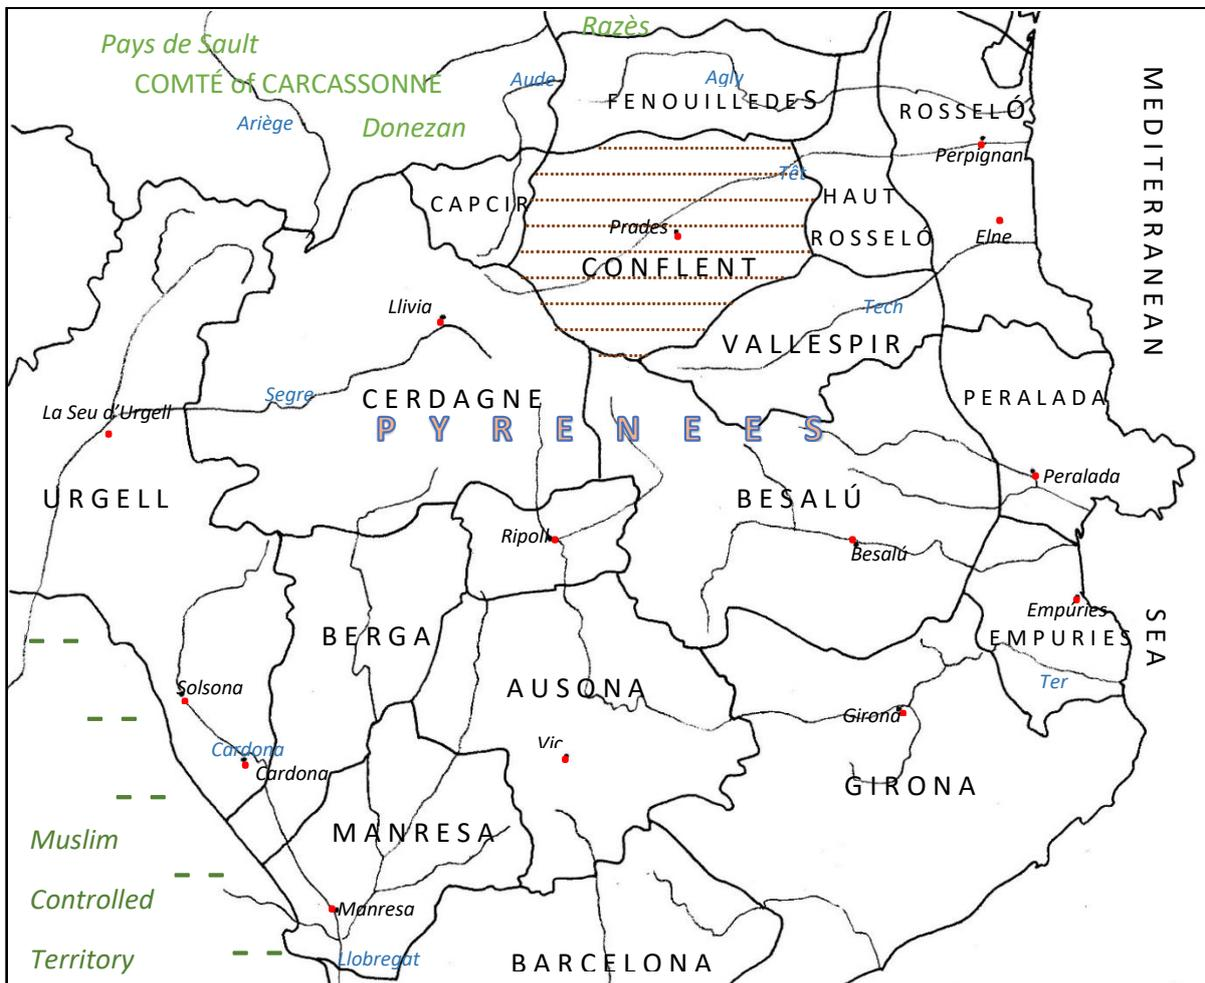 Razès
Pays de Sault
COMTÉ of CARCASSONNE
Aude
Agly
FENOUILLEDES
ROSSELÓ
Ariège
Donezan
Perpignan
MEDITERRANEAN
Têt
CAPCIR
HAUT
ROSSELÓ
Prades
Elne
CONFLENT
Llivia
Tech
VALLESPIR
Segre
CERDAGNE
PERALADA
La Seu d'Urgell
PYRENEES
Peralada
URGELL
BESALÚ
Ripoll
Besalú
Empúries
EMPURIES
SEA
BERGA
Ter
Solsona
AUSONA
Girona
Vic
Cardona
Cardona
GIRONA
MANRESA
Muslim
Controlled
Territory
Manresa
Llobregat
BARCELONA